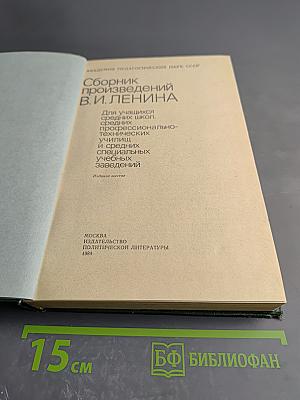 АКАДЕМИЯ ПЕДАГОГИЧЕСКИХ НАУК СССР
Сборник
произведений
В.И.ЛЕНИНА
Для учащихся
средних школ,
средних
профессионально-
технических
училищ
и средних
специальных
учебных
заведений
Издание шестое
МОСКВА
ИЗДАТЕЛЬСТВО
ПОЛИТИЧЕСКОЙ ЛИТЕРАТУРЫ
1984
15 см
БФ БИБЛИОФАН